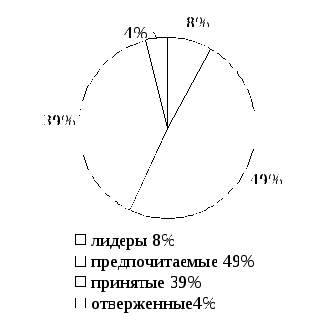 8%
4%
39%
49%
лидеры 8%
предпочитаемые 49%
принятые 39%
отверженные4%